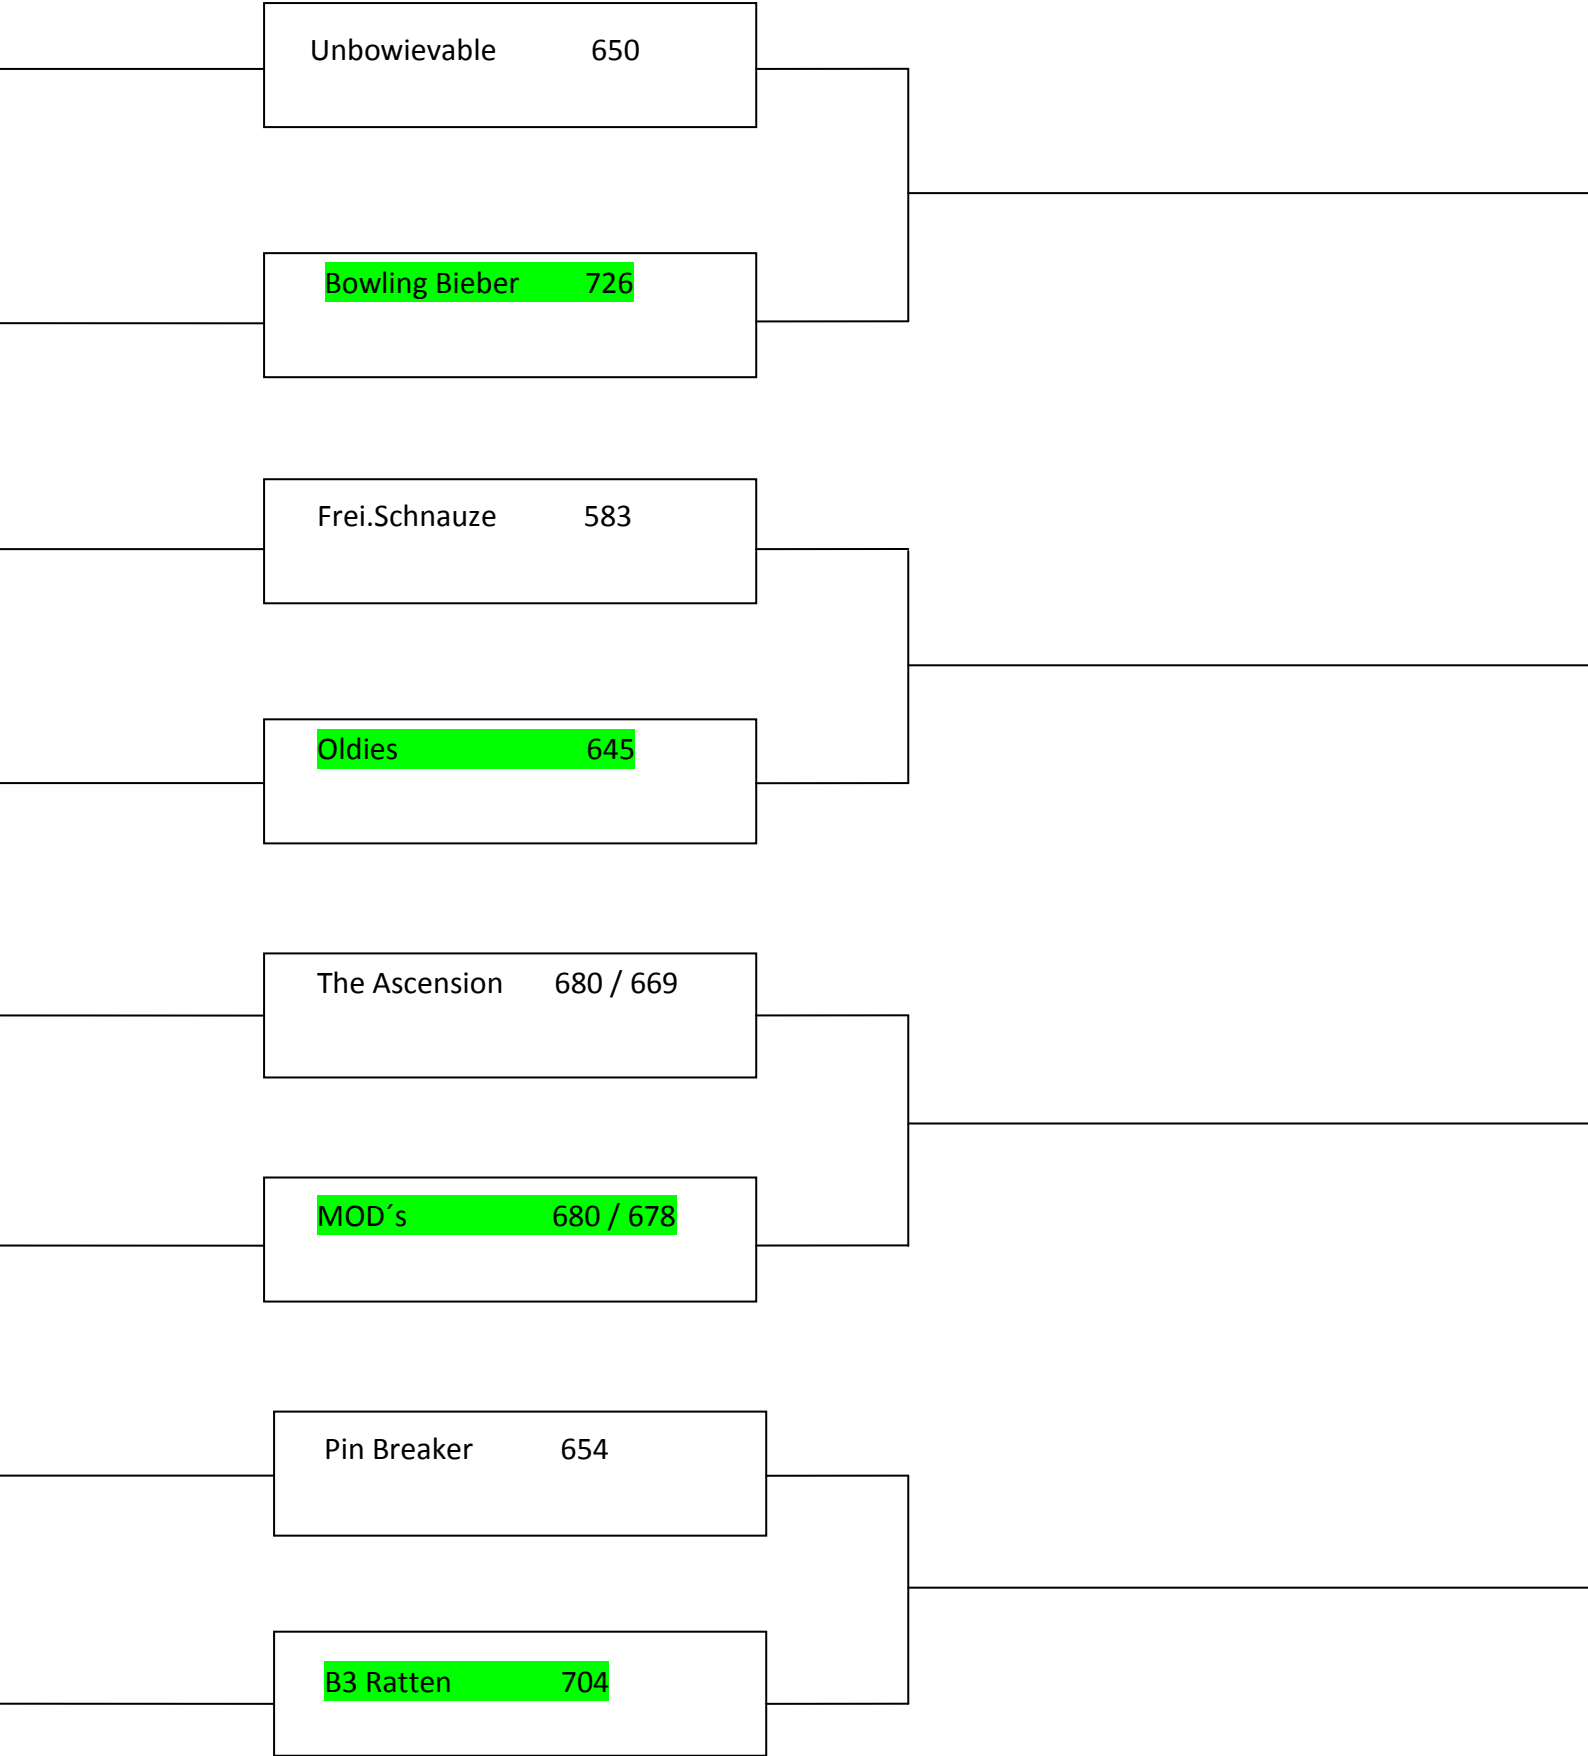 Unbowievable 650
Bowling Bieber 726
Frei.Schnauze 583
Oldies 645
The Ascension 680 / 669
MOD´s 680 / 678
Pin Breaker 654
B3 Ratten 704